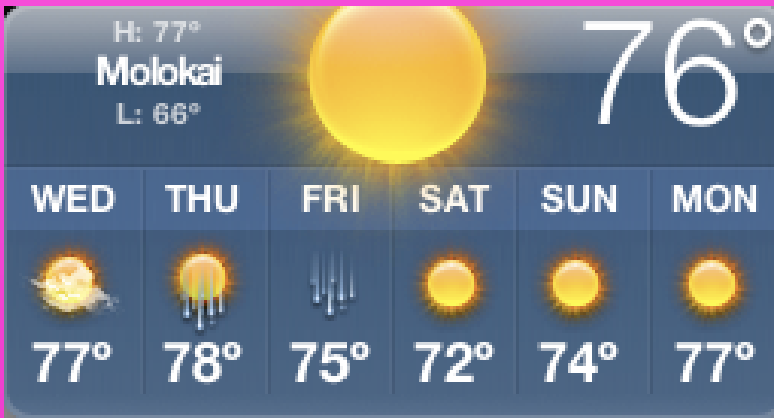 H: 77°
Molokai
L: 66°
76°
WED THU FRI SAT SUN MON
77° 78° 75° 72° 74° 77°